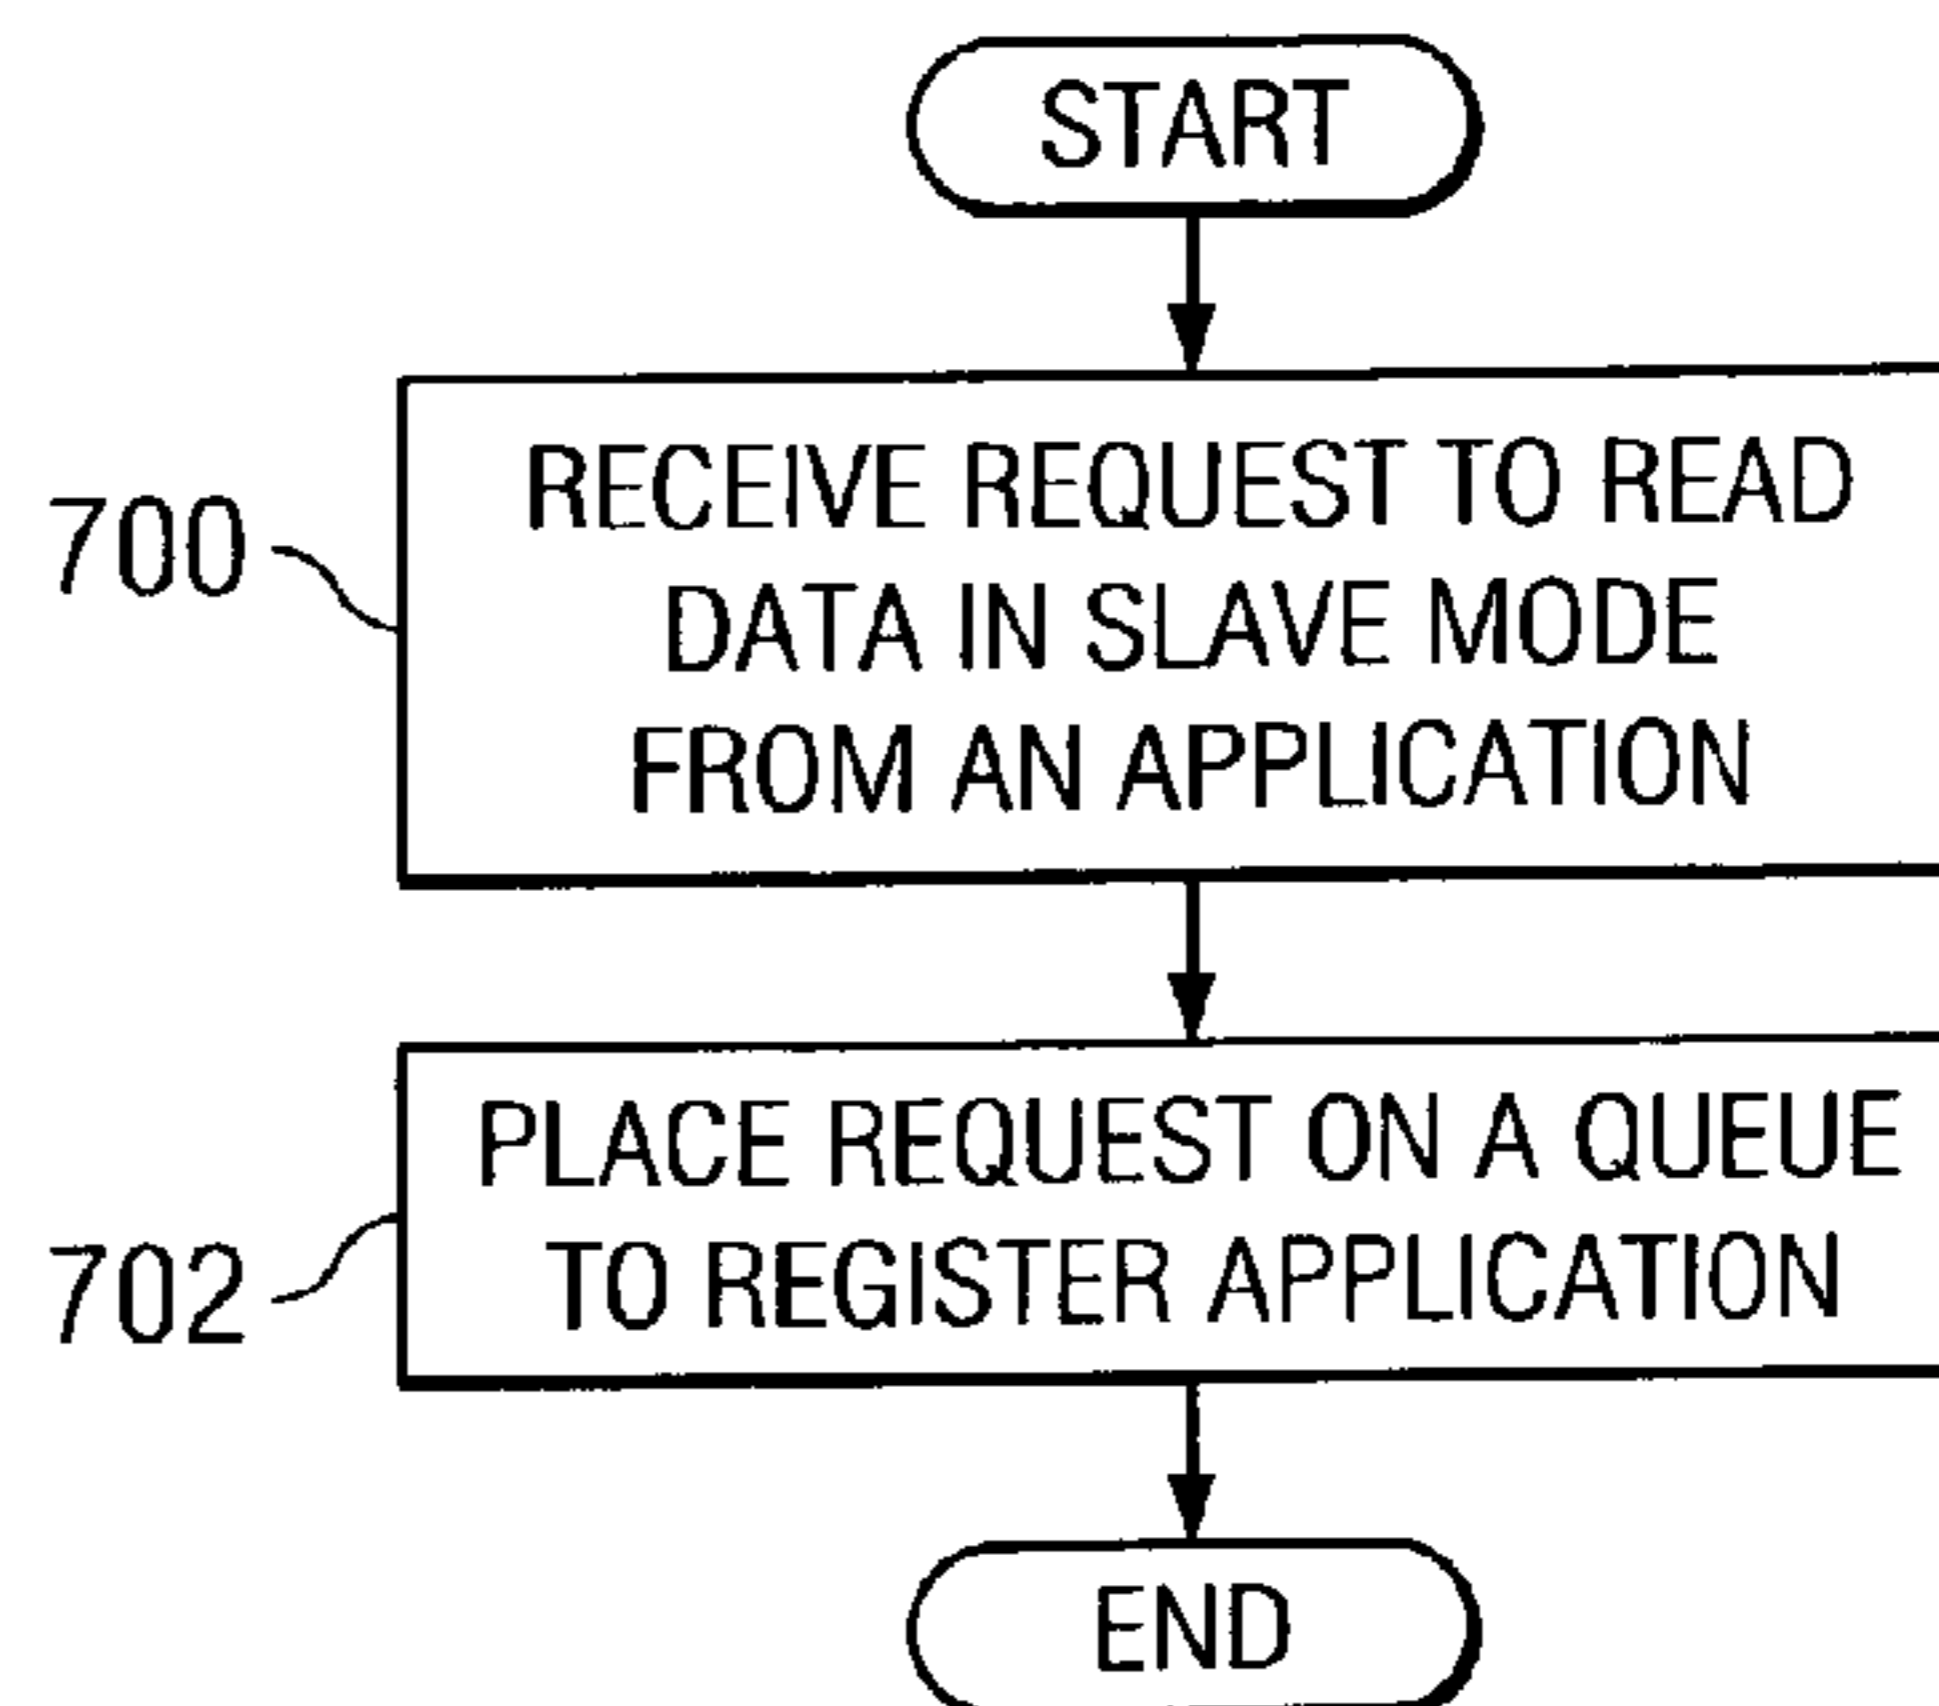 START
700
RECEIVE REQUEST TO READ
DATA IN SLAVE MODE
FROM AN APPLICATION
702
PLACE REQUEST ON A QUEUE
TO REGISTER APPLICATION
END